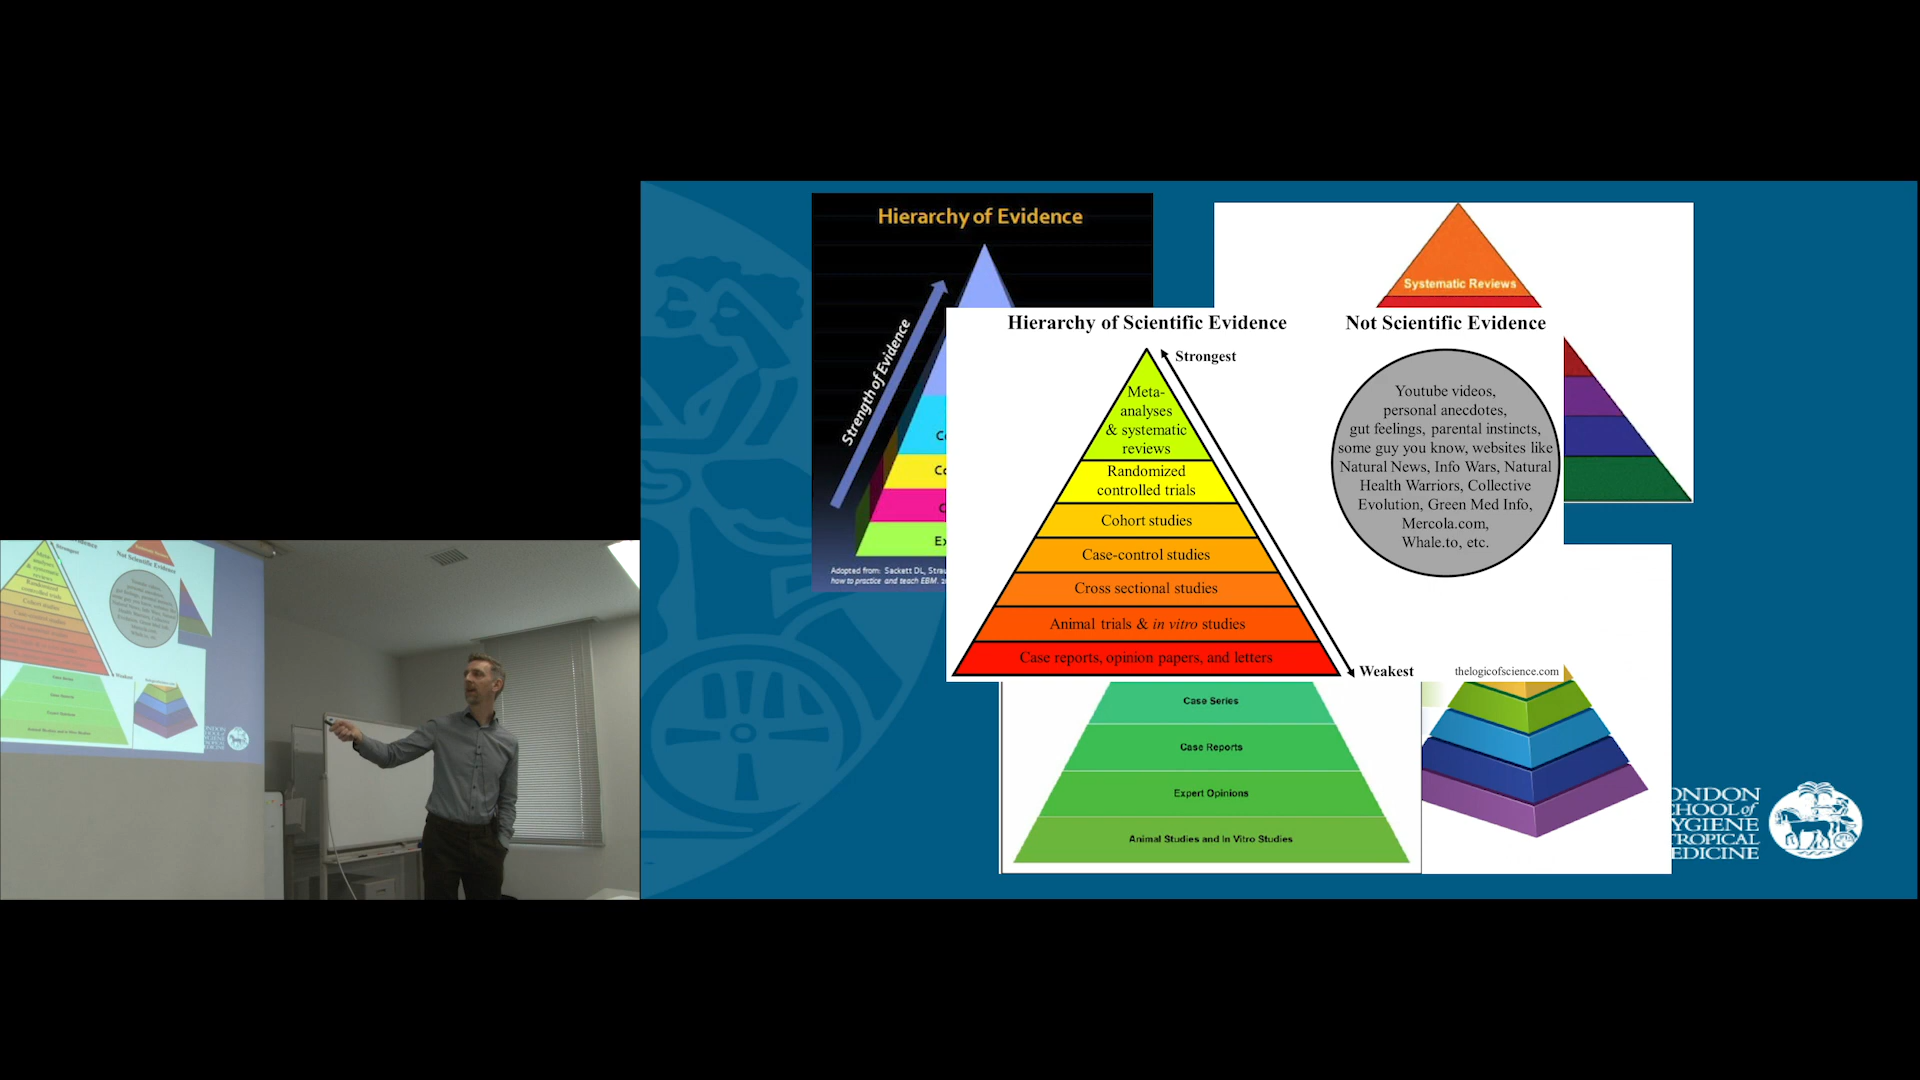 Hierarchy of Evidence
Strength of Evidence
Adopted from: Sackett DL,
how to practice and teach EBM.
Systematic Reviews
Hierarchy of Scientific Evidence
Strongest
Meta-
analyses
& systematic
reviews
Randomized
controlled trials
Cohort studies
Case-control studies
Cross sectional studies
Animal trials & in vitro studies
Case reports, opinion papers, and letters
Weakest
Not Scientific Evidence
Youtube videos,
personal anecdotes,
gut feelings, parental instincts,
some guy you know, websites like
Natural News, Info Wars, Natural
Health Warriors, Collective
Evolution, Green Med Info,
Mercola.com,
Whale.to, etc.
thelogicofscience.com
Case Series
Case Reports
Expert Opinions
Animal Studies and In Vitro Studies
ONDON
CHOOL of
YGIENE
TROPICAL
EDICINE